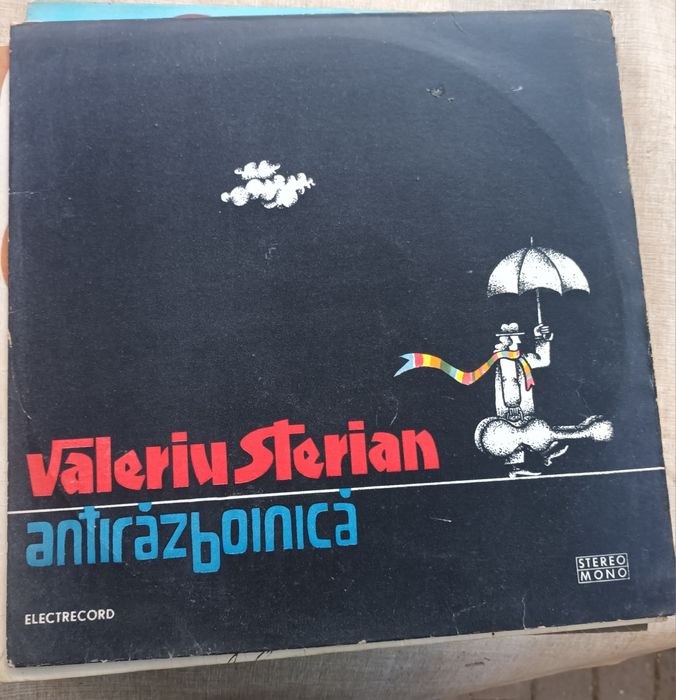 Valeriu Sterian
antirăzboinică
STEREO
MONO
ELECTRECORD